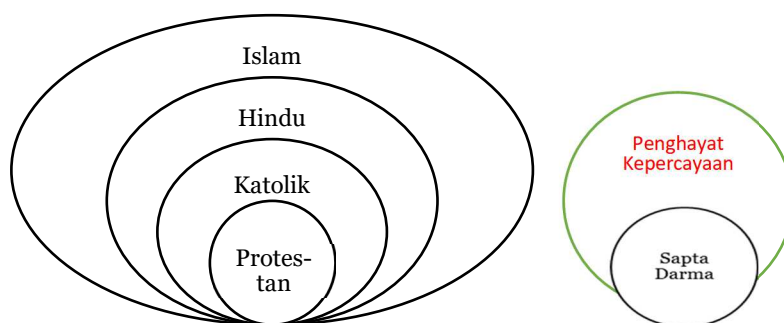 Islam
Hindu
Katolik
Protes-
tan
Penghayat
Kepercayaan
Sapta
Darma